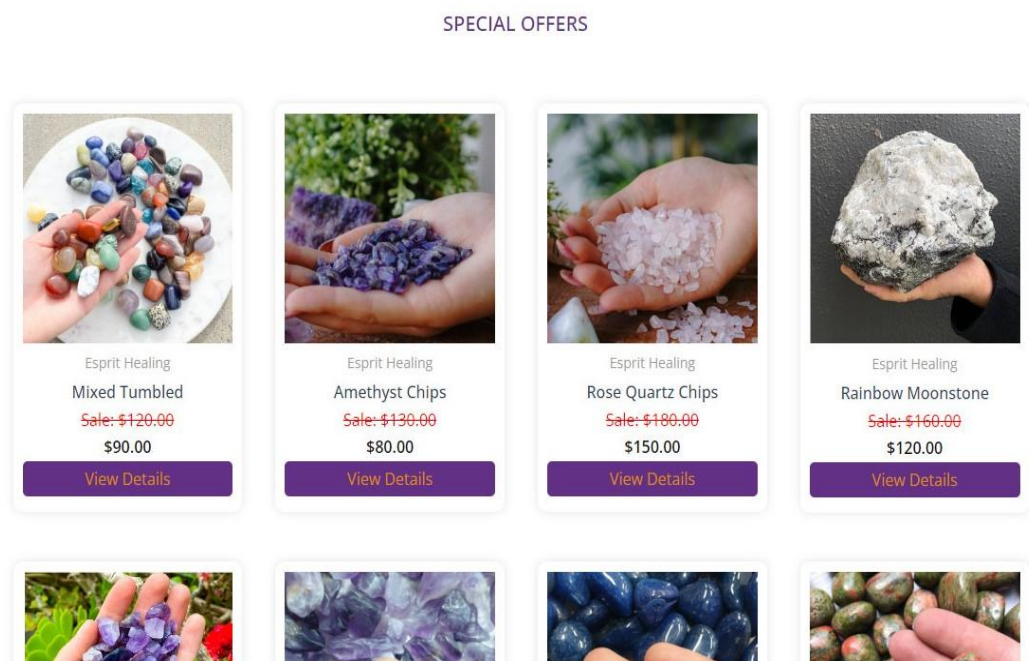 SPECIAL OFFERS
Esprit Healing
Mixed Tumbled
Sale: $120.00
$90.00
View Details
Esprit Healing
Amethyst Chips
Sale: $130.00
$80.00
View Details
Esprit Healing
Rose Quartz Chips
Sale: $180.00
$150.00
View Details
Esprit Healing
Rainbow Moonstone
Sale: $160.00
$120.00
View Details